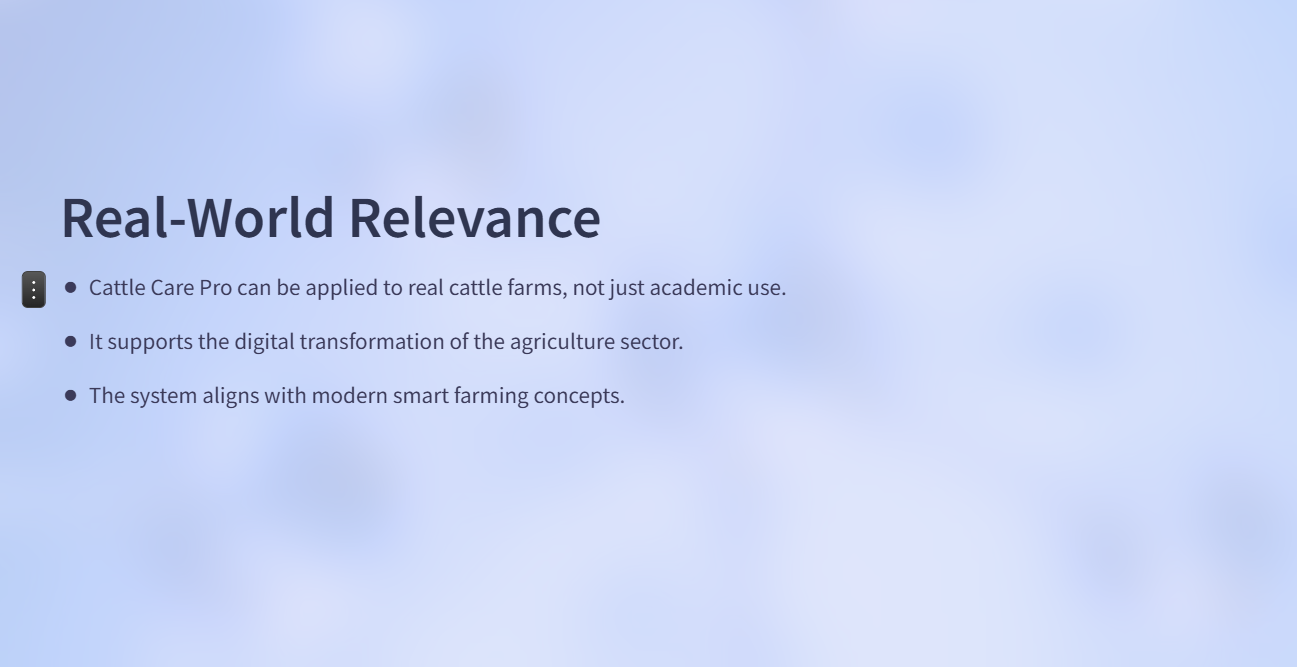 Real-World Relevance
● Cattle Care Pro can be applied to real cattle farms, not just academic use.
● It supports the digital transformation of the agriculture sector.
● The system aligns with modern smart farming concepts.